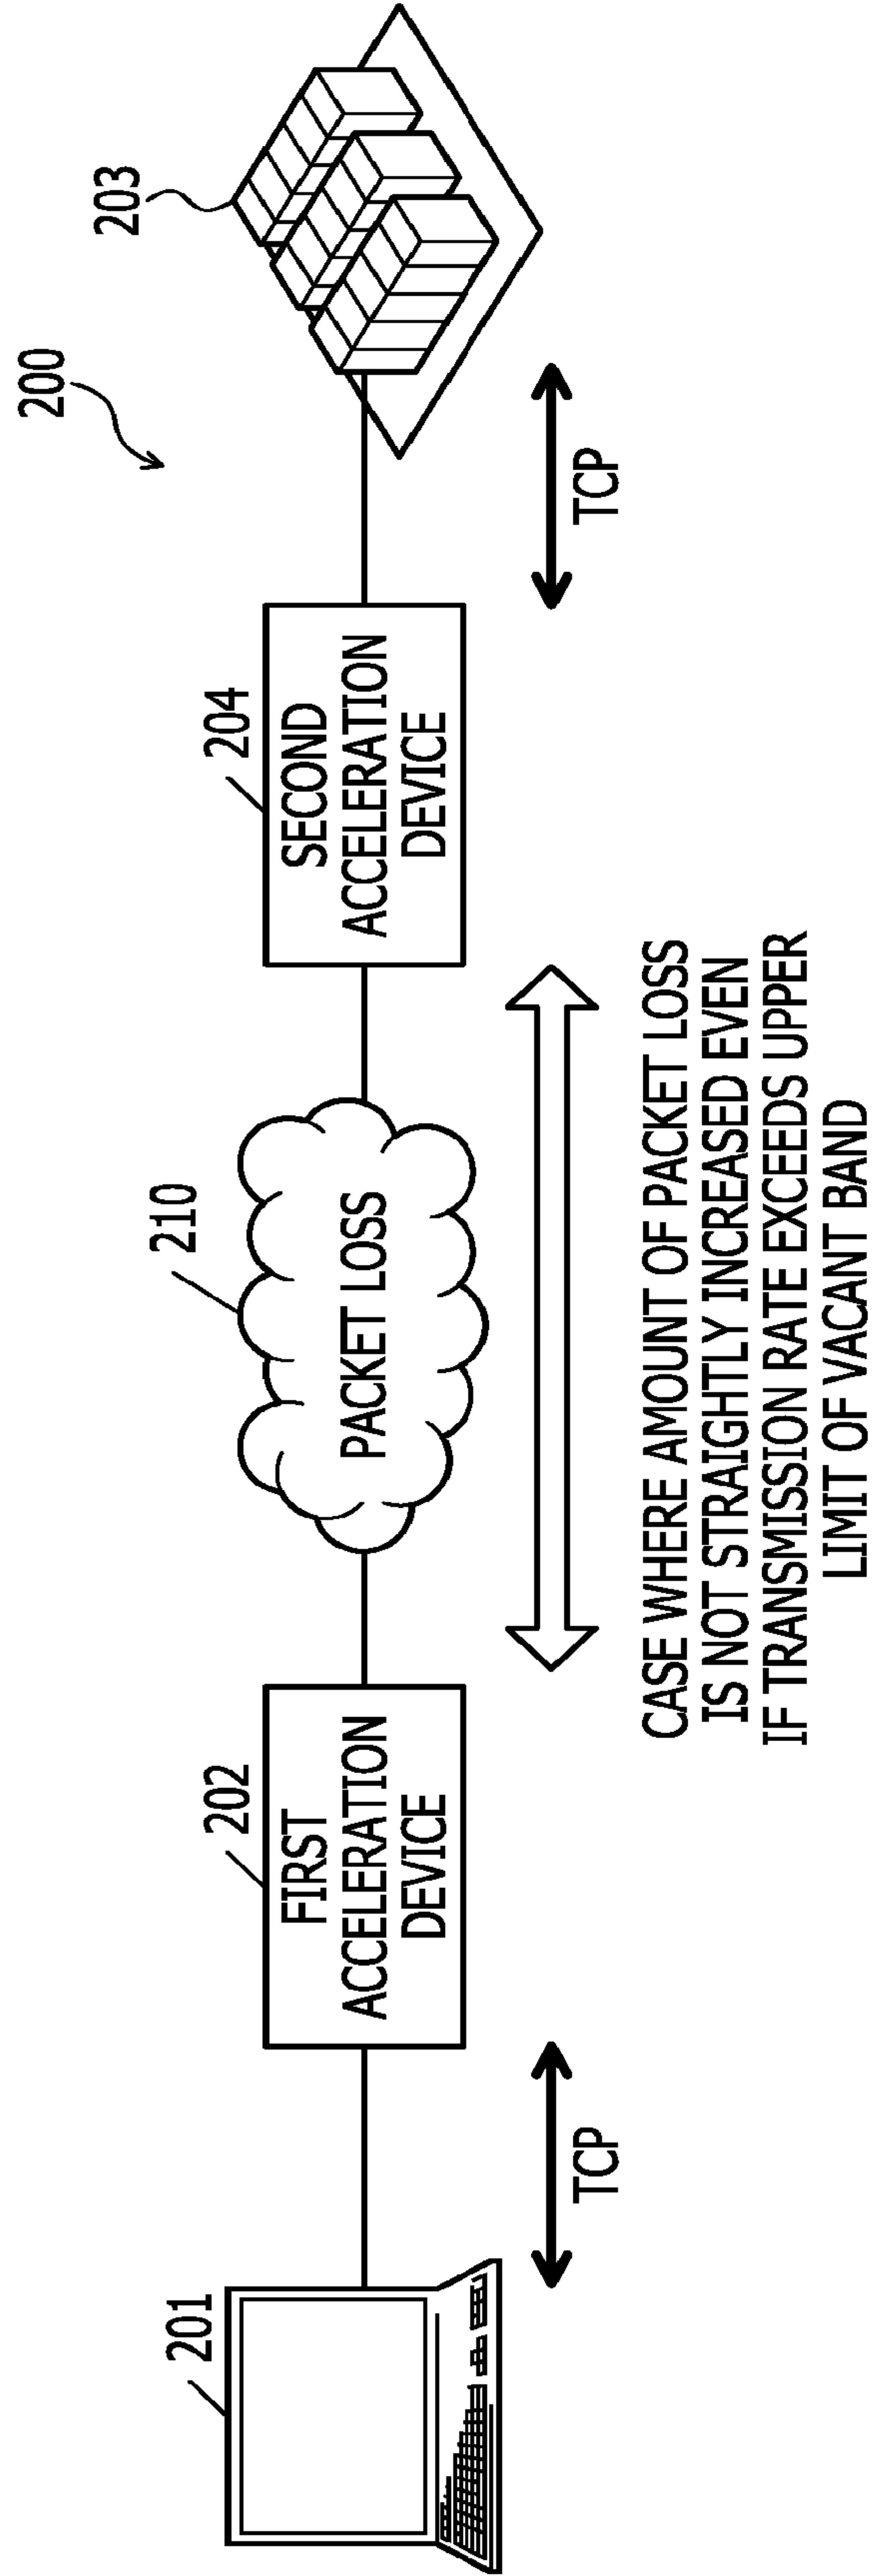 200
201
202
210
204
203
FIRST
ACCELERATION
DEVICE
PACKET LOSS
SECOND
ACCELERATION
DEVICE
TCP
TCP
CASE WHERE AMOUNT OF PACKET LOSS
IS NOT STRAIGHTLY INCREASED EVEN
IF TRANSMISSION RATE EXCEEDS UPPER
LIMIT OF VACANT BAND